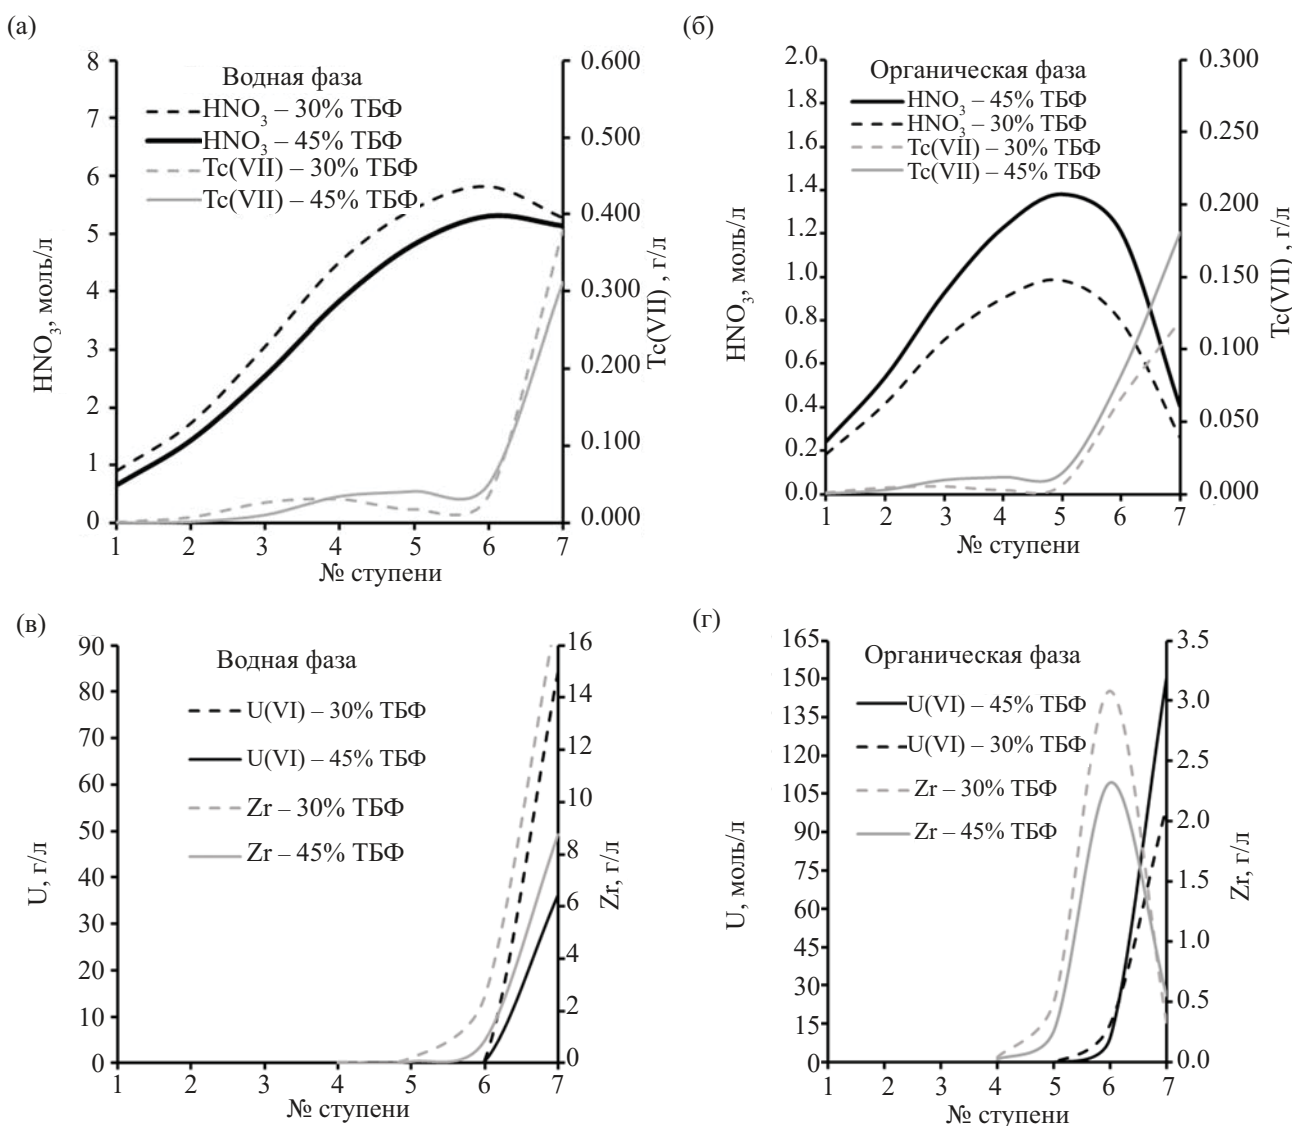 (а)
Водная фаза
HNO3 – 30% ТБФ
HNO3 – 45% ТБФ
Tc(VII) – 30% ТБФ
Tc(VII) – 45% ТБФ
HNO3, моль/л
8
7
6
5
4
3
2
1
0
0.600
0.500
0.400
0.300
0.200
0.100
0.000
Tc(VII) , г/л
1 2 3 4 5 6 7
№ ступени
(б)
Органическая фаза
HNO3 – 45% ТБФ
HNO3 – 30% ТБФ
Tc(VII) – 30% ТБФ
Tc(VII) – 45% ТБФ
HNO3, моль/л
2.0
1.8
1.6
1.4
1.2
1.0
0.8
0.6
0.4
0.2
0.0
0.300
0.250
0.200
0.150
0.100
0.050
0.000
Tc(VII) , г/л
1 2 3 4 5 6 7
№ ступени
(в)
Водная фаза
U(VI) – 30% ТБФ
U(VI) – 45% ТБФ
Zr – 30% ТБФ
Zr – 45% ТБФ
U, г/л
90
80
70
60
50
40
30
20
10
0
16
14
12
10
8
6
4
2
0
Zr, г/л
1 2 3 4 5 6 7
№ ступени
(г)
Органическая фаза
U(VI) – 45% ТБФ
U(VI) – 30% ТБФ
Zr – 30% ТБФ
Zr – 45% ТБФ
U, моль/л
165
150
135
120
105
90
75
60
45
30
15
0
3.5
3.0
2.5
2.0
1.5
1.0
0.5
0.0
Zr, г/л
1 2 3 4 5 6 7
№ ступени